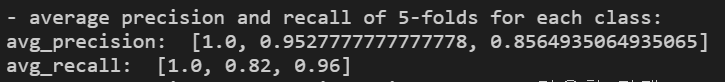 - average precision and recall of 5-folds for each class:
avg_precision:  [1.0, 0.9527777777777778, 0.8564935064935065]
avg_recall:  [1.0, 0.82, 0.96]